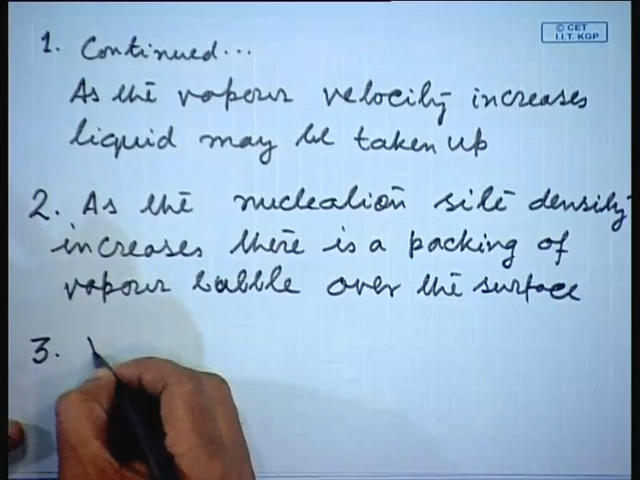 © CET
I.I.T. KGP
1. Continued...
As the vapour velocity increases
liquid may be taken up
2. As the nucleation site density
increases there is a packing of
vapour bubble over the surface
3.